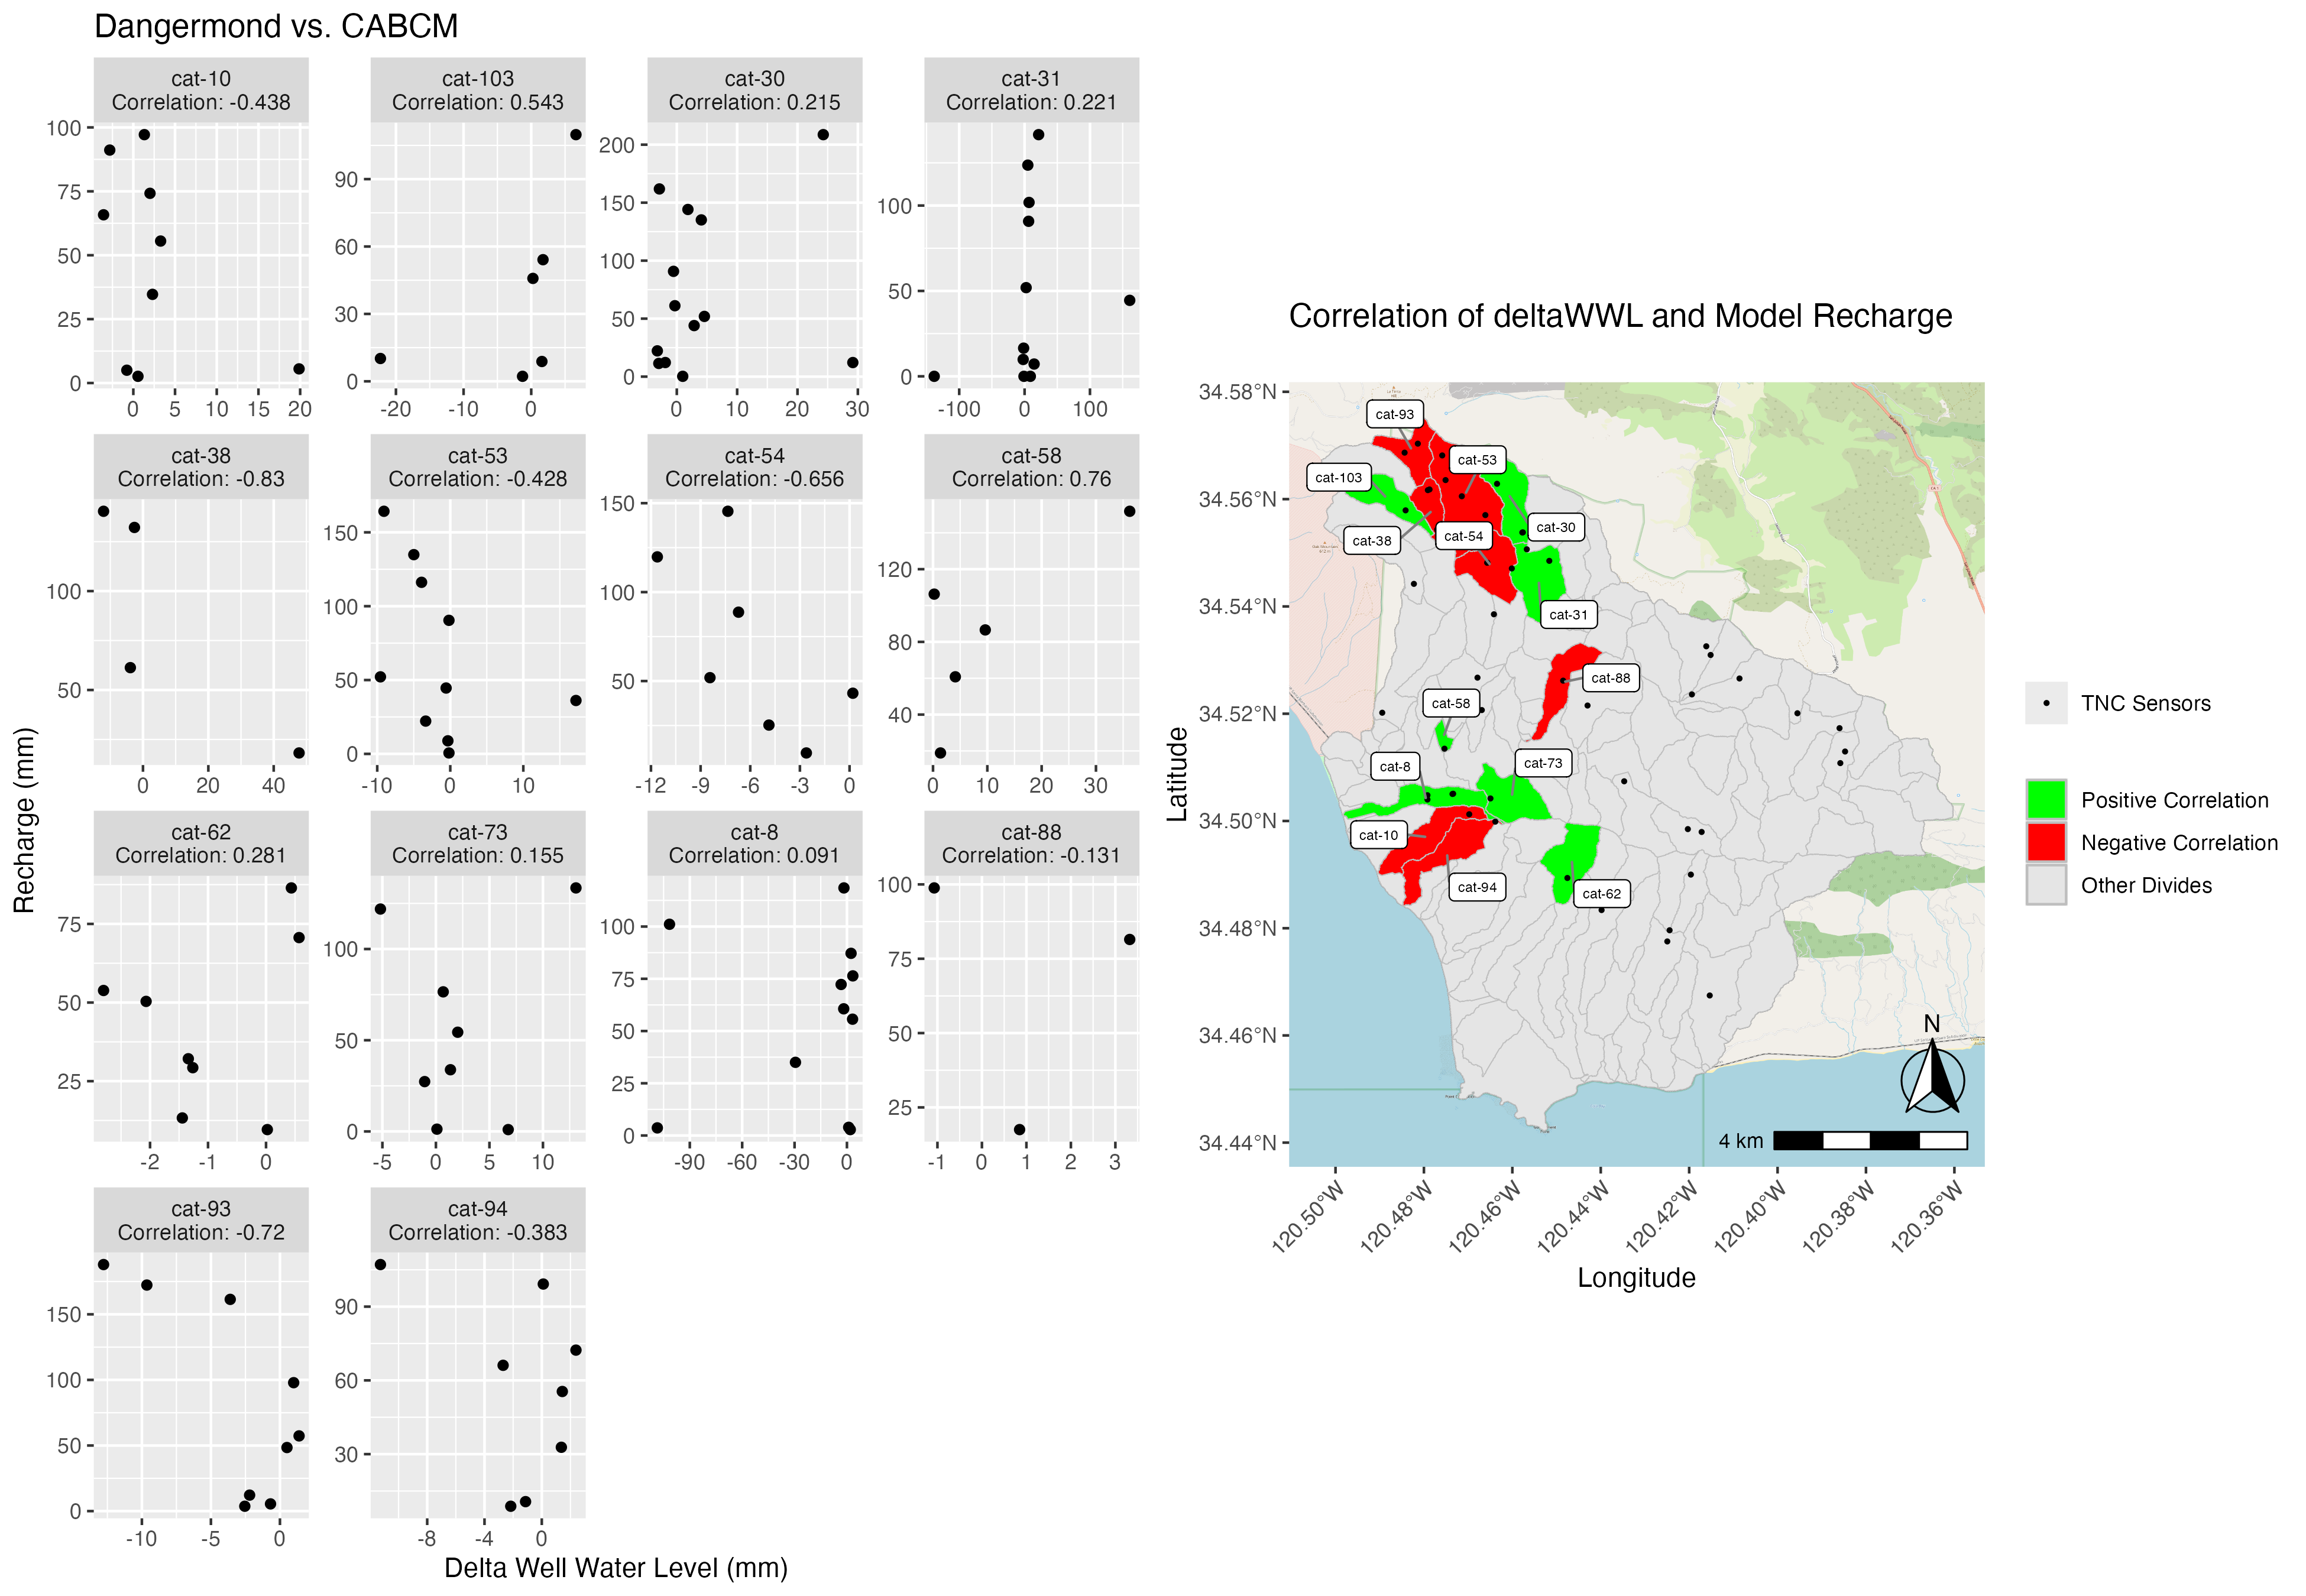 Dangermond vs. CABCM
cat-10
Correlation: -0.438
cat-103
Correlation: 0.543
cat-30
Correlation: 0.215
cat-31
Correlation: 0.221
100
75
50
25
0
0 5 10 15 20
90
60
30
0
-20 -10 0
200
150
100
50
0
0 10 20 30
100
50
0
-100 0 100
cat-38
Correlation: -0.83
cat-53
Correlation: -0.428
cat-54
Correlation: -0.656
cat-58
Correlation: 0.76
100
50
0 20 40
150
100
50
0
-10 0 10
150
100
50
-12 -9 -6 -3 0
120
80
40
0 10 20 30
cat-62
Correlation: 0.281
cat-73
Correlation: 0.155
cat-8
Correlation: 0.091
cat-88
Correlation: -0.131
75
50
25
-2 -1 0
100
50
0
-5 0 5 10
100
75
50
25
0
-90 -60 -30 0
100
75
50
25
-1 0 1 2 3
cat-93
Correlation: -0.72
cat-94
Correlation: -0.383
150
100
50
0
-10 -5 0
90
60
30
-8 -4 0
Recharge (mm)
Delta Well Water Level (mm)
Correlation of deltaWWL and Model Recharge
34.58°N
34.56°N
34.54°N
34.52°N
34.50°N
34.48°N
34.46°N
34.44°N
Latitude
cat-93
cat-53
cat-103
cat-30
cat-38
cat-54
cat-31
cat-88
cat-58
cat-8
cat-73
cat-10
cat-94
cat-62
N
4 km
120.50°W
120.48°W
120.46°W
120.44°W
120.42°W
120.40°W
120.38°W
120.36°W
Longitude
TNC Sensors
Positive Correlation
Negative Correlation
Other Divides